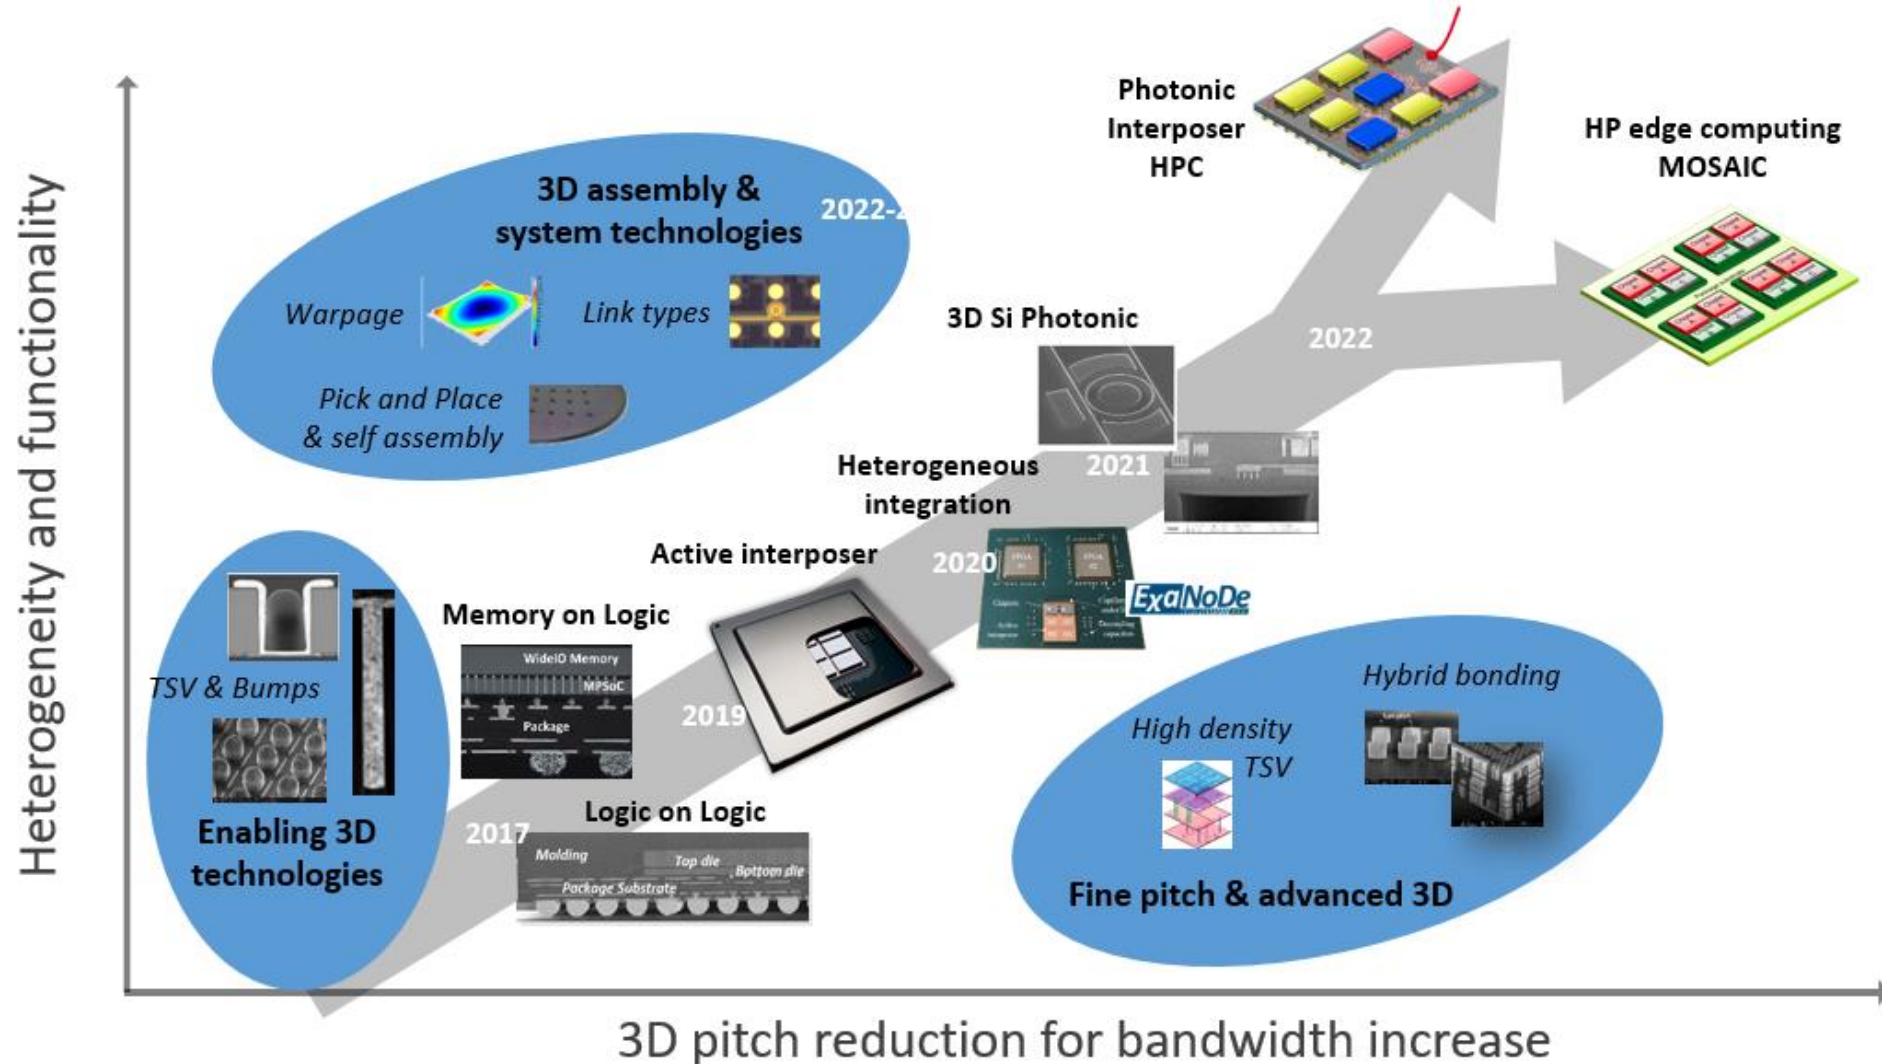 Heterogeneity and functionality
3D pitch reduction for bandwidth increase
3D assembly &
system technologies
2022-2
Warpage
Link types
Pick and Place
& self assembly
Photonic
Interposer
HPC
HP edge computing
MOSAIC
2022
3D Si Photonic
2021
Heterogeneous
integration
2020
ExaNoDe
Active interposer
2019
Memory on Logic
WideIO Memory
MPSoC
Package
Logic on Logic
2017
Molding
Top die
Bottom die
Package Substrate
TSV & Bumps
Enabling 3D
technologies
Hybrid bonding
High density
TSV
Fine pitch & advanced 3D